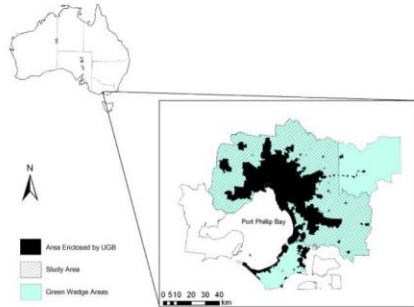 N
Port Phillip Bay
Area Enclosed by UGB
Study Area
Green Wedge Areas
0 5 10 20 30 40
km